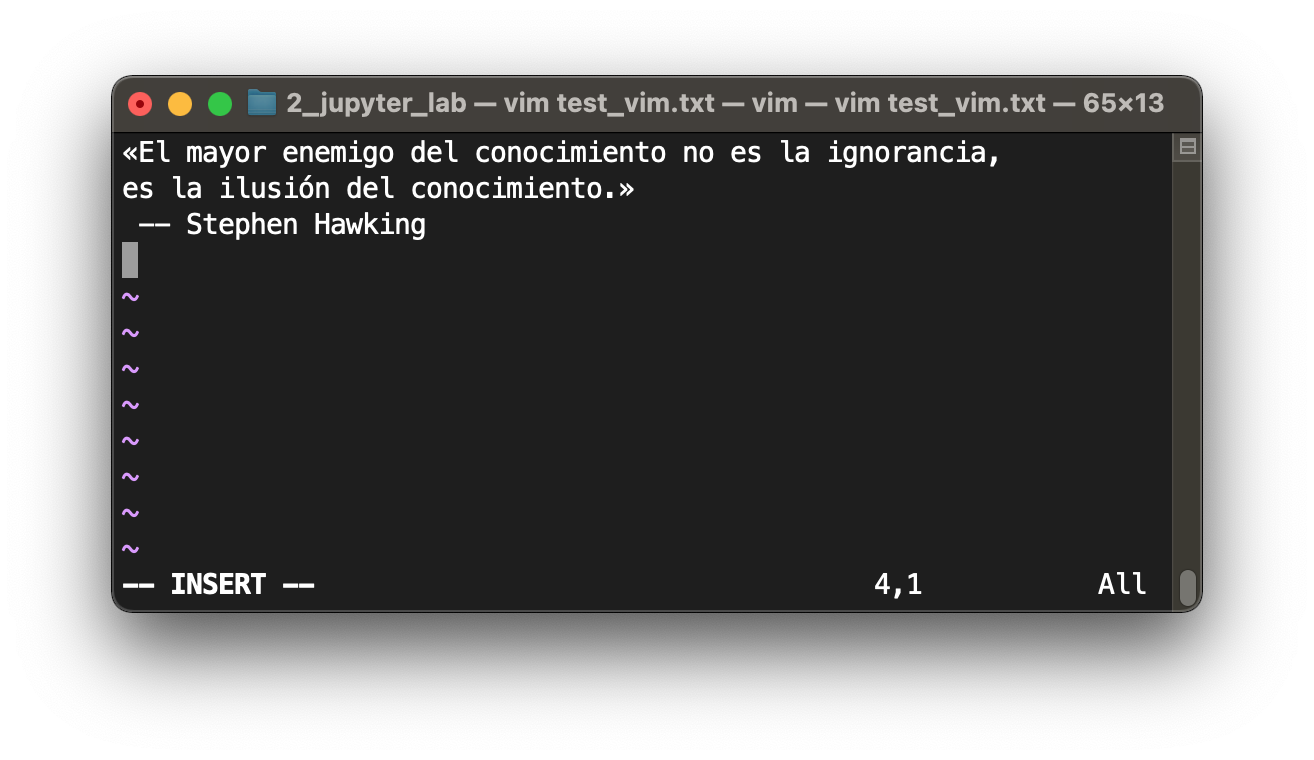 2_jupyter_lab — vim test_vim.txt — vim — vim test_vim.txt — 65×13
«El mayor enemigo del conocimiento no es la ignorancia,
es la ilusión del conocimiento.»
 -- Stephen Hawking
~
~
~
~
~
~
~
~
-- INSERT -- 4,1 All